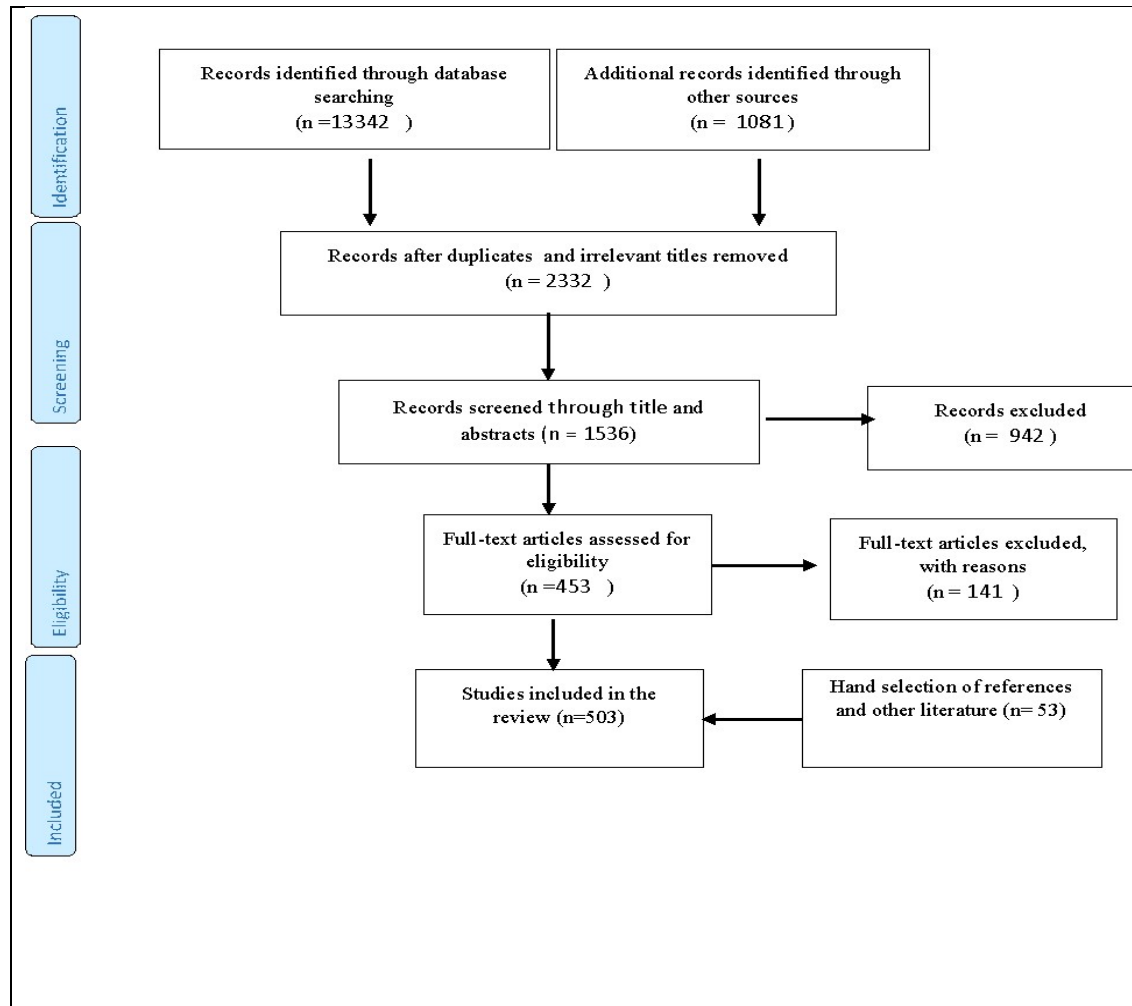 Identification
Records identified through database
searching
(n =13342 )
Additional records identified through
other sources
(n = 1081)
Screening
Records after duplicates and irrelevant titles removed
(n = 2332 )
Records screened through title and
abstracts (n = 1536)
Records excluded
(n = 942 )
Eligibility
Full-text articles assessed for
eligibility
(n =453 )
Full-text articles excluded,
with reasons
(n = 141 )
Included
Studies included in the
review (n=503)
Hand selection of references
and other literature (n= 53)